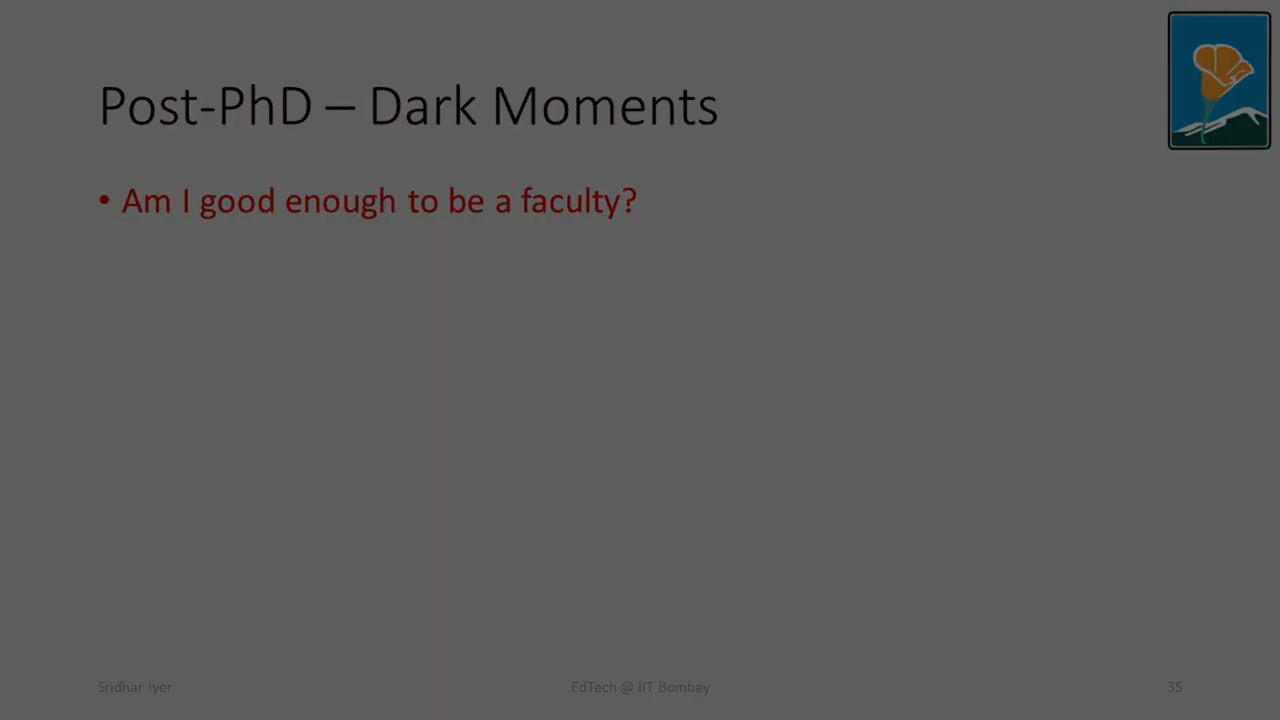 Post-PhD – Dark Moments
• Am I good enough to be a faculty?
Sridhar Iyer
EdTech @ IIT Bombay
35